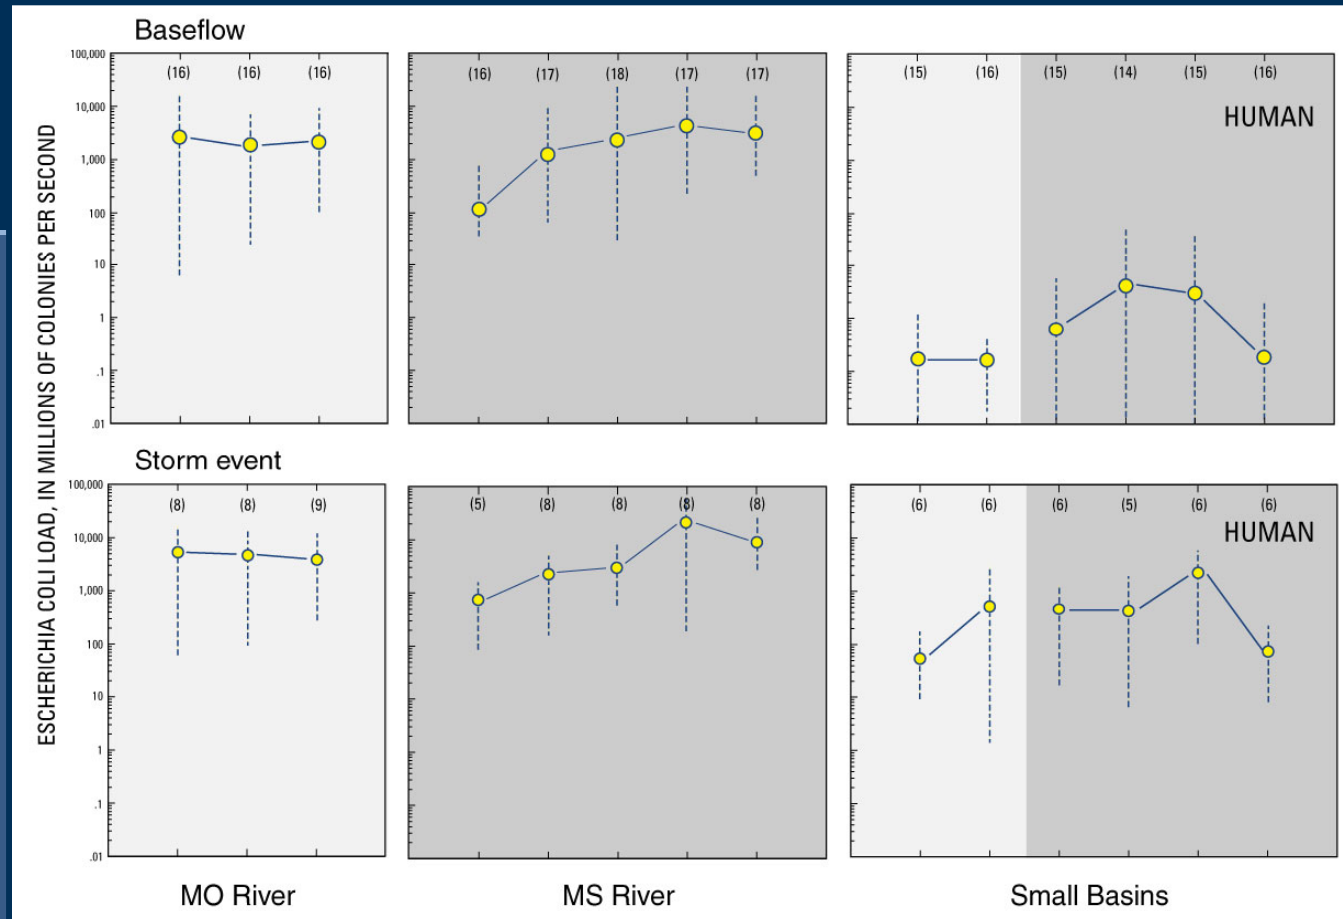 Baseflow
100,000
10,000
1,000
100
10
1
.1
.01
(16) (16) (16)
(16) (17) (18) (17) (17)
(15) (16) (15) (14) (15) (16)
HUMAN
ESCHERICHIA COLI LOAD, IN MILLIONS OF COLONIES PER SECOND
Storm event
100,000
10,000
1,000
100
10
1
.1
.01
(8) (8) (9)
(5) (8) (8) (8) (8)
(6) (6) (6) (5) (6) (6)
HUMAN
MO River
MS River
Small Basins